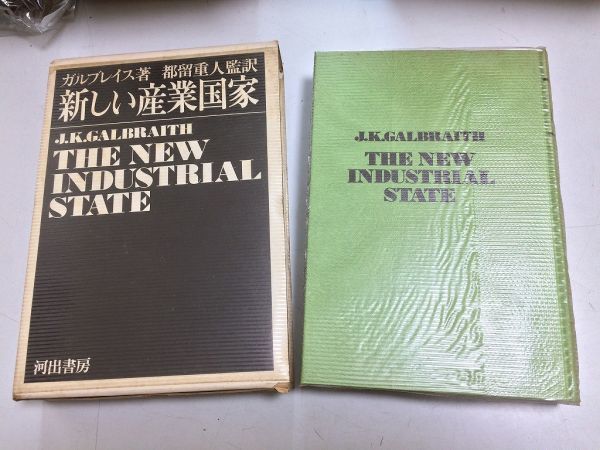 ガルブレイス著 都留重人監訳
新しい産業国家
J.K.GALBRAITH
THE NEW
INDUSTRIAL
STATE
河出書房
J.K.GALBRAITH
THE NEW
INDUSTRIAL
STATE